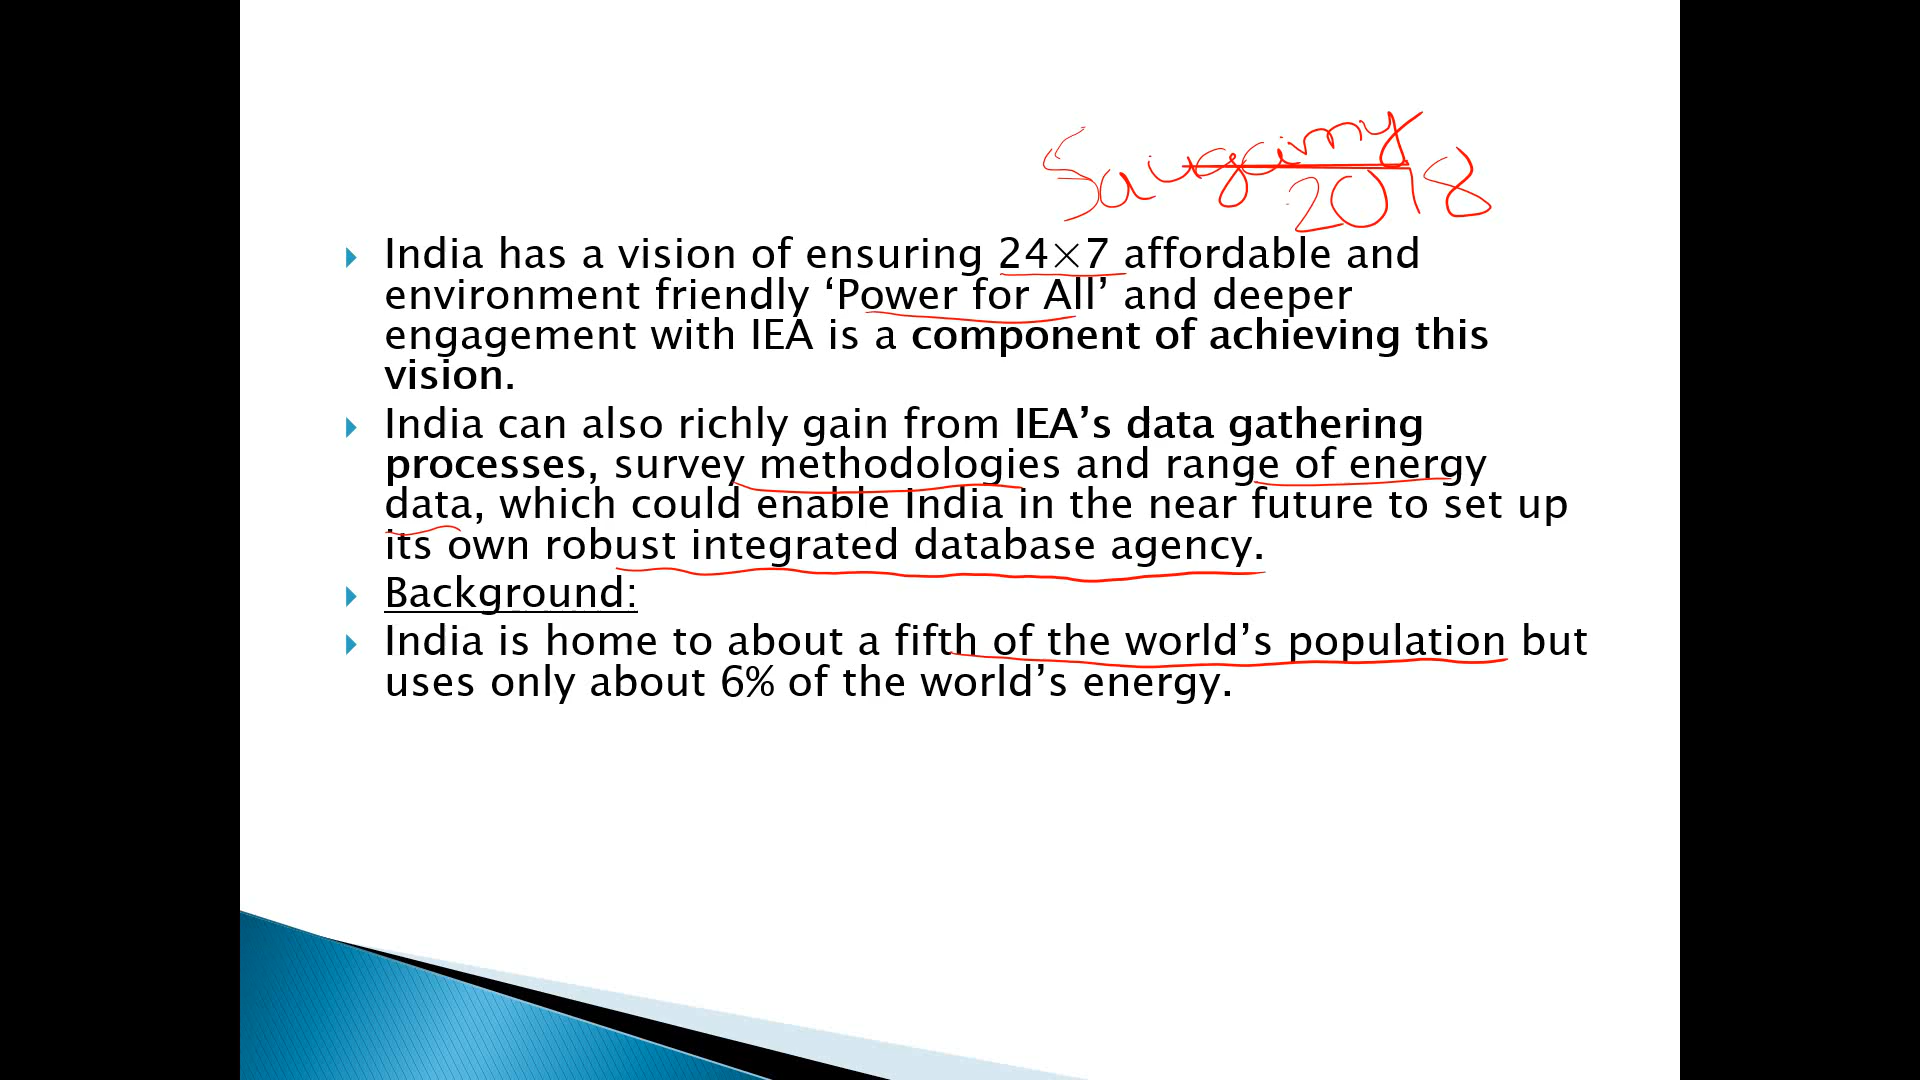 2018
India has a vision of ensuring 24×7 affordable and
environment friendly ‘Power for All’ and deeper
engagement with IEA is a component of achieving this
vision.
India can also richly gain from IEA’s data gathering
processes, survey methodologies and range of energy
data, which could enable India in the near future to set up
its own robust integrated database agency.
Background:
India is home to about a fifth of the world’s population but
uses only about 6% of the world’s energy.